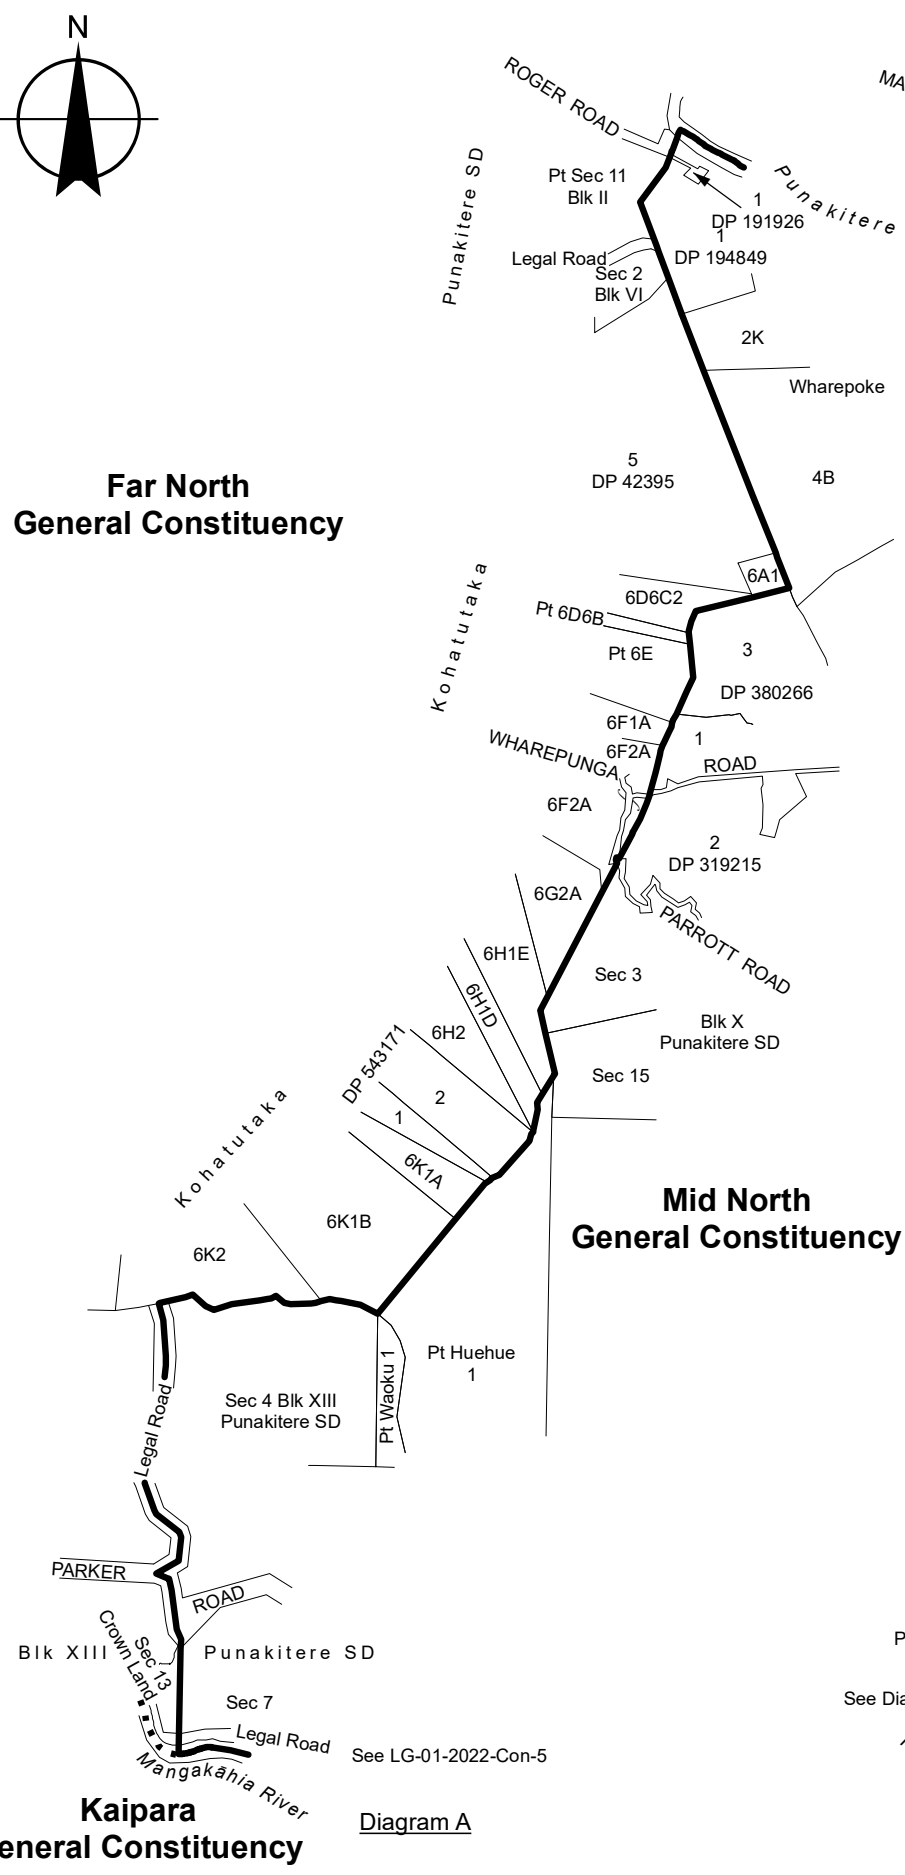 N
ROGER ROAD
MA
Punakitere
Punakitere SD
Pt Sec 11
Blk II
1
DP 191926
1
DP 194849
Legal Road
Sec 2
Blk VI
2K
Wharepoke
5
DP 42395
4B
Far North
General Constituency
6A1
6D6C2
Pt 6D6B
Pt 6E
3
DP 380266
Kohatutaka
6F1A
6F2A
1
WHAREPUNGA
ROAD
6F2A
2
DP 319215
6G2A
PARROTT ROAD
6H1E
Sec 3
6H1D
Blk X
Punakitere SD
6H2
DP 543171
Sec 15
2
1
6K1A
Kohatutaka
Mid North
General Constituency
6K1B
6K2
Pt Huehue
1
Pt Waoku 1
Sec 4 Blk XIII
Punakitere SD
Legal Road
PARKER
ROAD
Crown Land
Sec 13
Blk XIII
Punakitere SD
P
Sec 7
See Dia
Legal Road
See LG-01-2022-Con-5
Mangakāhia River
Kaipara
eneral Constituency
Diagram A